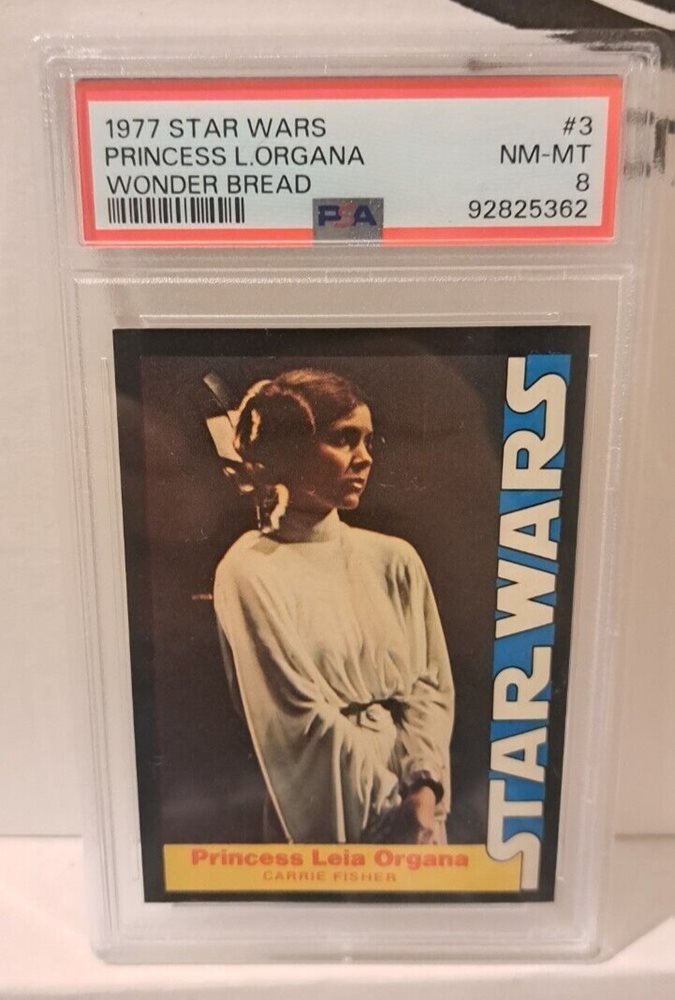 1977 STAR WARS #3
PRINCESS L.ORGANA NM-MT
WONDER BREAD 8
PSA 92825362
STAR WARS
Princess Leia Organa
CARRIE FISHER